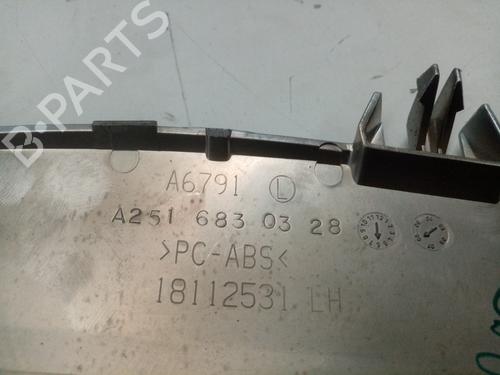 B-PARTS
A6791 L
A251 683 03 28
>PC-ABS<
18112531 LH